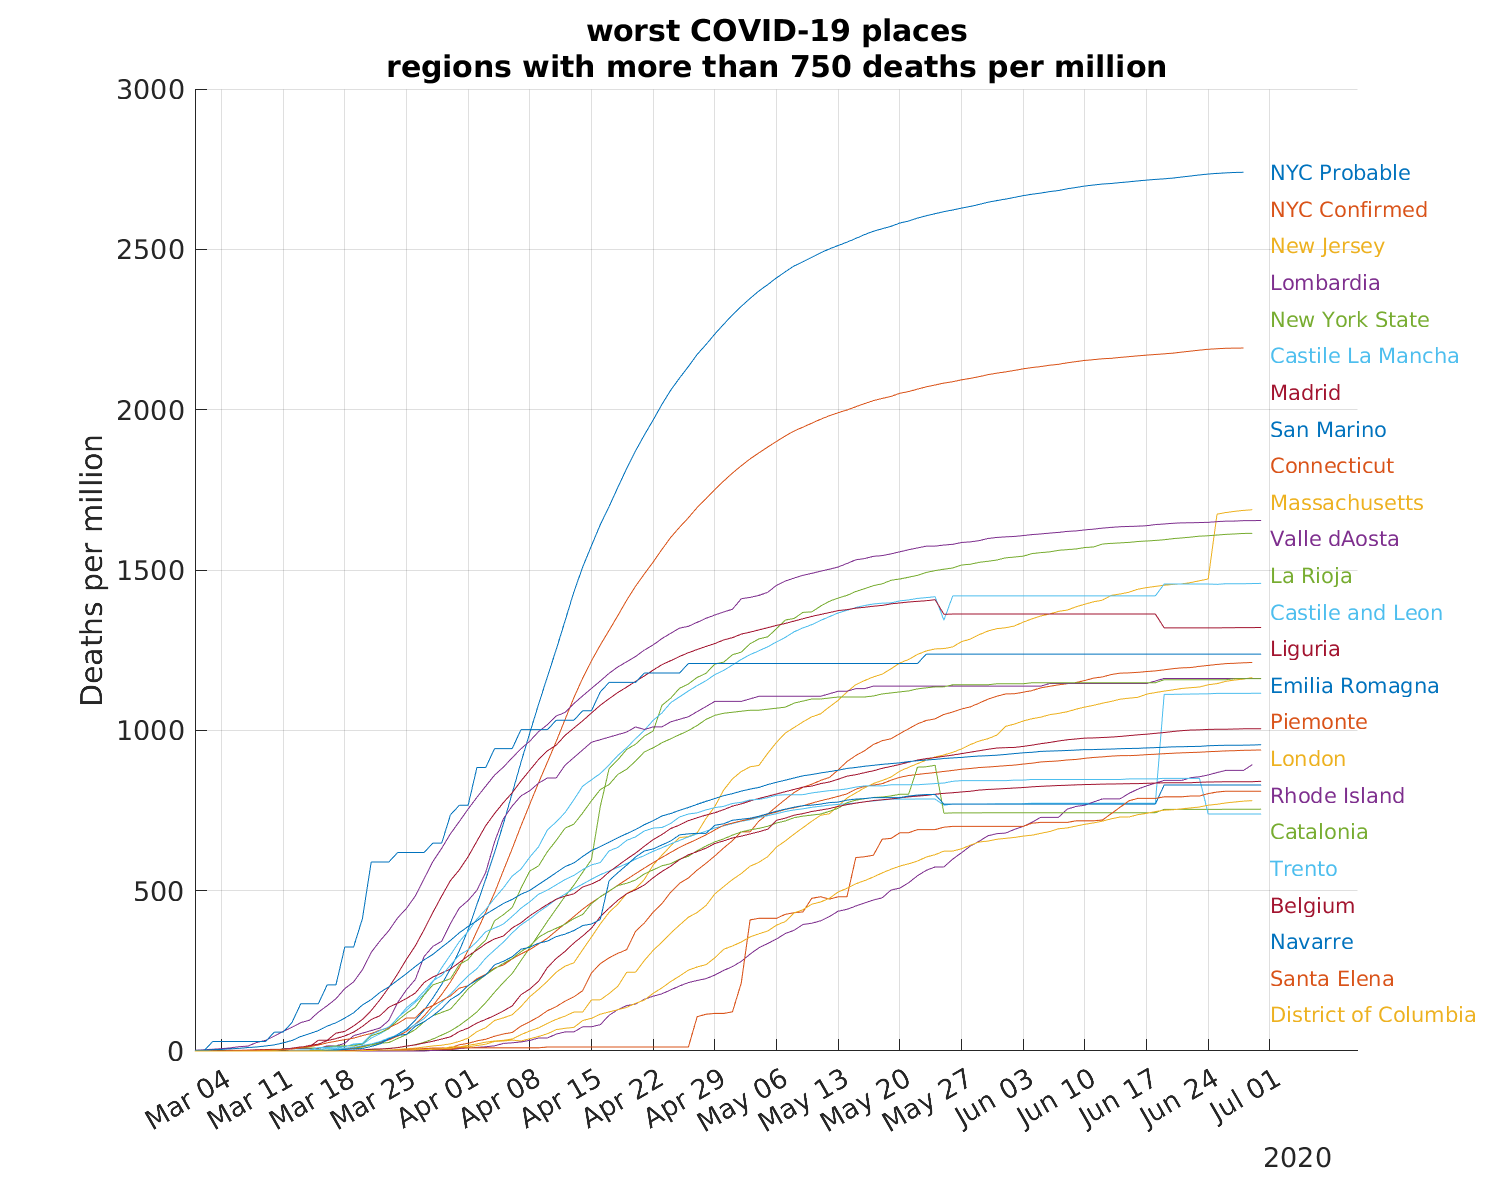 worst COVID-19 places
regions with more than 750 deaths per million
Deaths per million
3000
2500
2000
1500
1000
500
0
NYC Probable
NYC Confirmed
New Jersey
Lombardia
New York State
Castile La Mancha
Madrid
San Marino
Connecticut
Massachusetts
Valle dAosta
La Rioja
Castile and Leon
Liguria
Emilia Romagna
Piemonte
London
Rhode Island
Catalonia
Trento
Belgium
Navarre
Santa Elena
District of Columbia
Mar 04
Mar 11
Mar 18
Mar 25
Apr 01
Apr 08
Apr 15
Apr 22
Apr 29
May 06
May 13
May 20
May 27
Jun 03
Jun 10
Jun 17
Jun 24
Jul 01
2020